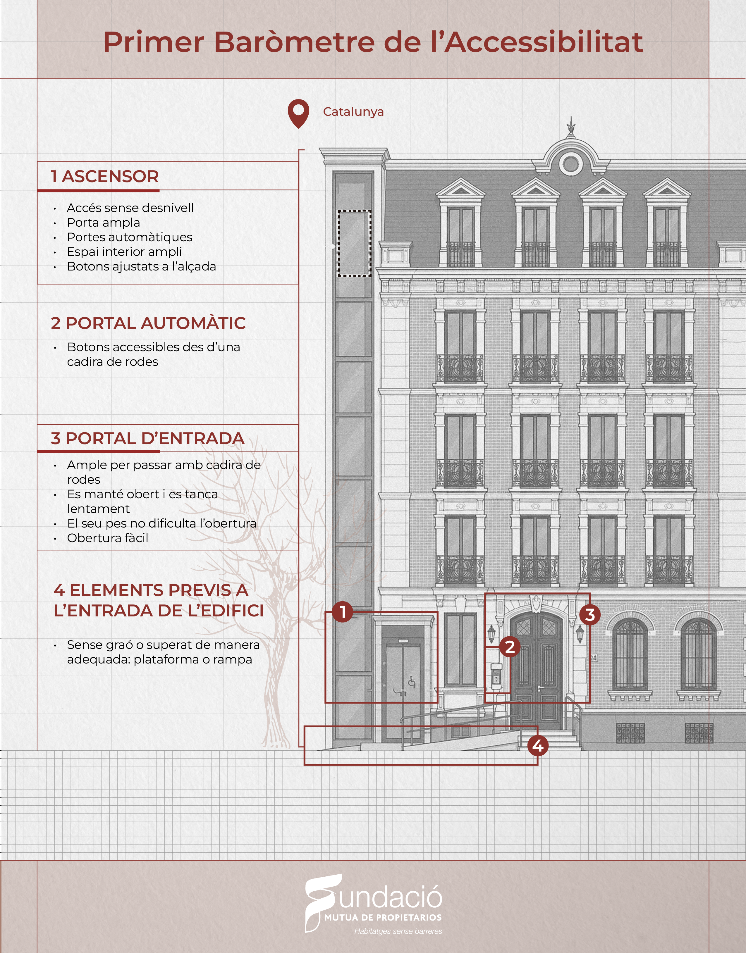 Primer Baròmetre de l'Accessibilitat
Catalunya
1 ASCENSOR
• Accés sense desnivell
• Porta ampla
• Portes automàtiques
• Espai interior ampli
• Botons ajustats a l'alçada
2 PORTAL AUTOMÀTIC
• Botons accessibles des d'una
cadira de rodes
3 PORTAL D'ENTRADA
• Ample per passar amb cadira de
rodes
• Es manté obert i es tanca
lentament
• El seu pes no dificulta l'obertura
• Obertura fàcil
4 ELEMENTS PREVIS A
L'ENTRADA DE L'EDIFICI
• Sense graó o superat de manera
adequada: plataforma o rampa
1
3
2
4
Fundació
MUTUA DE PROPIETARIOS
Habitatges sense barreres